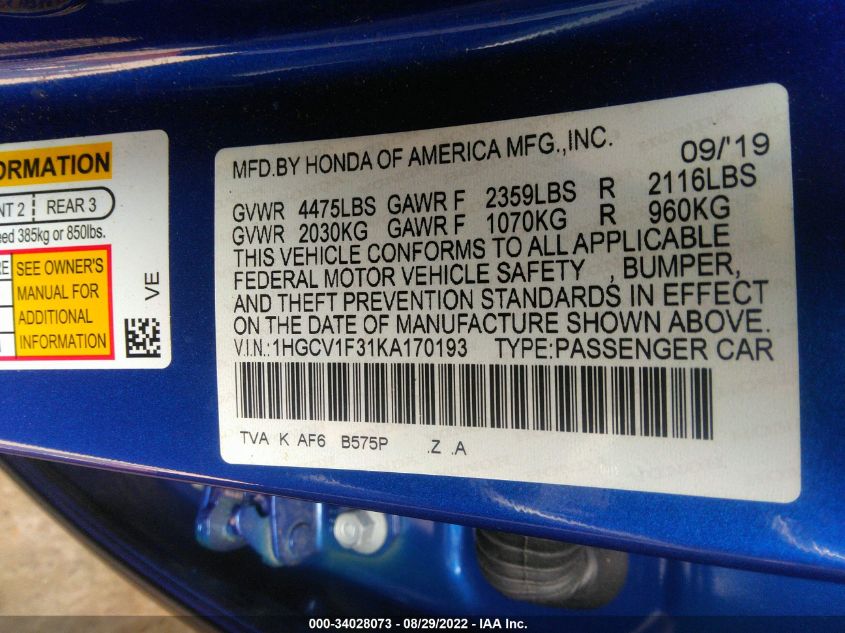 ORMATION
NT 2 REAR 3
eed 385kg or 850lbs.
RE
SEE OWNER'S
MANUAL FOR
ADDITIONAL
INFORMATION
VE
MFD.BY HONDA OF AMERICA MFG.,INC. 09/'19
GVWR 4475LBS GAWR F 2359LBS R 2116LBS
GVWR 2030KG GAWR F 1070KG R 960KG
THIS VEHICLE CONFORMS TO ALL APPLICABLE
FEDERAL MOTOR VEHICLE SAFETY , BUMPER,
AND THEFT PREVENTION STANDARDS IN EFFECT
ON THE DATE OF MANUFACTURE SHOWN ABOVE.
V.I.N.:1HGCV1F31KA170193 TYPE:PASSENGER CAR
TVA K AF6 B575P .Z .A
000-34028073 - 08/29/2022 - IAA Inc.